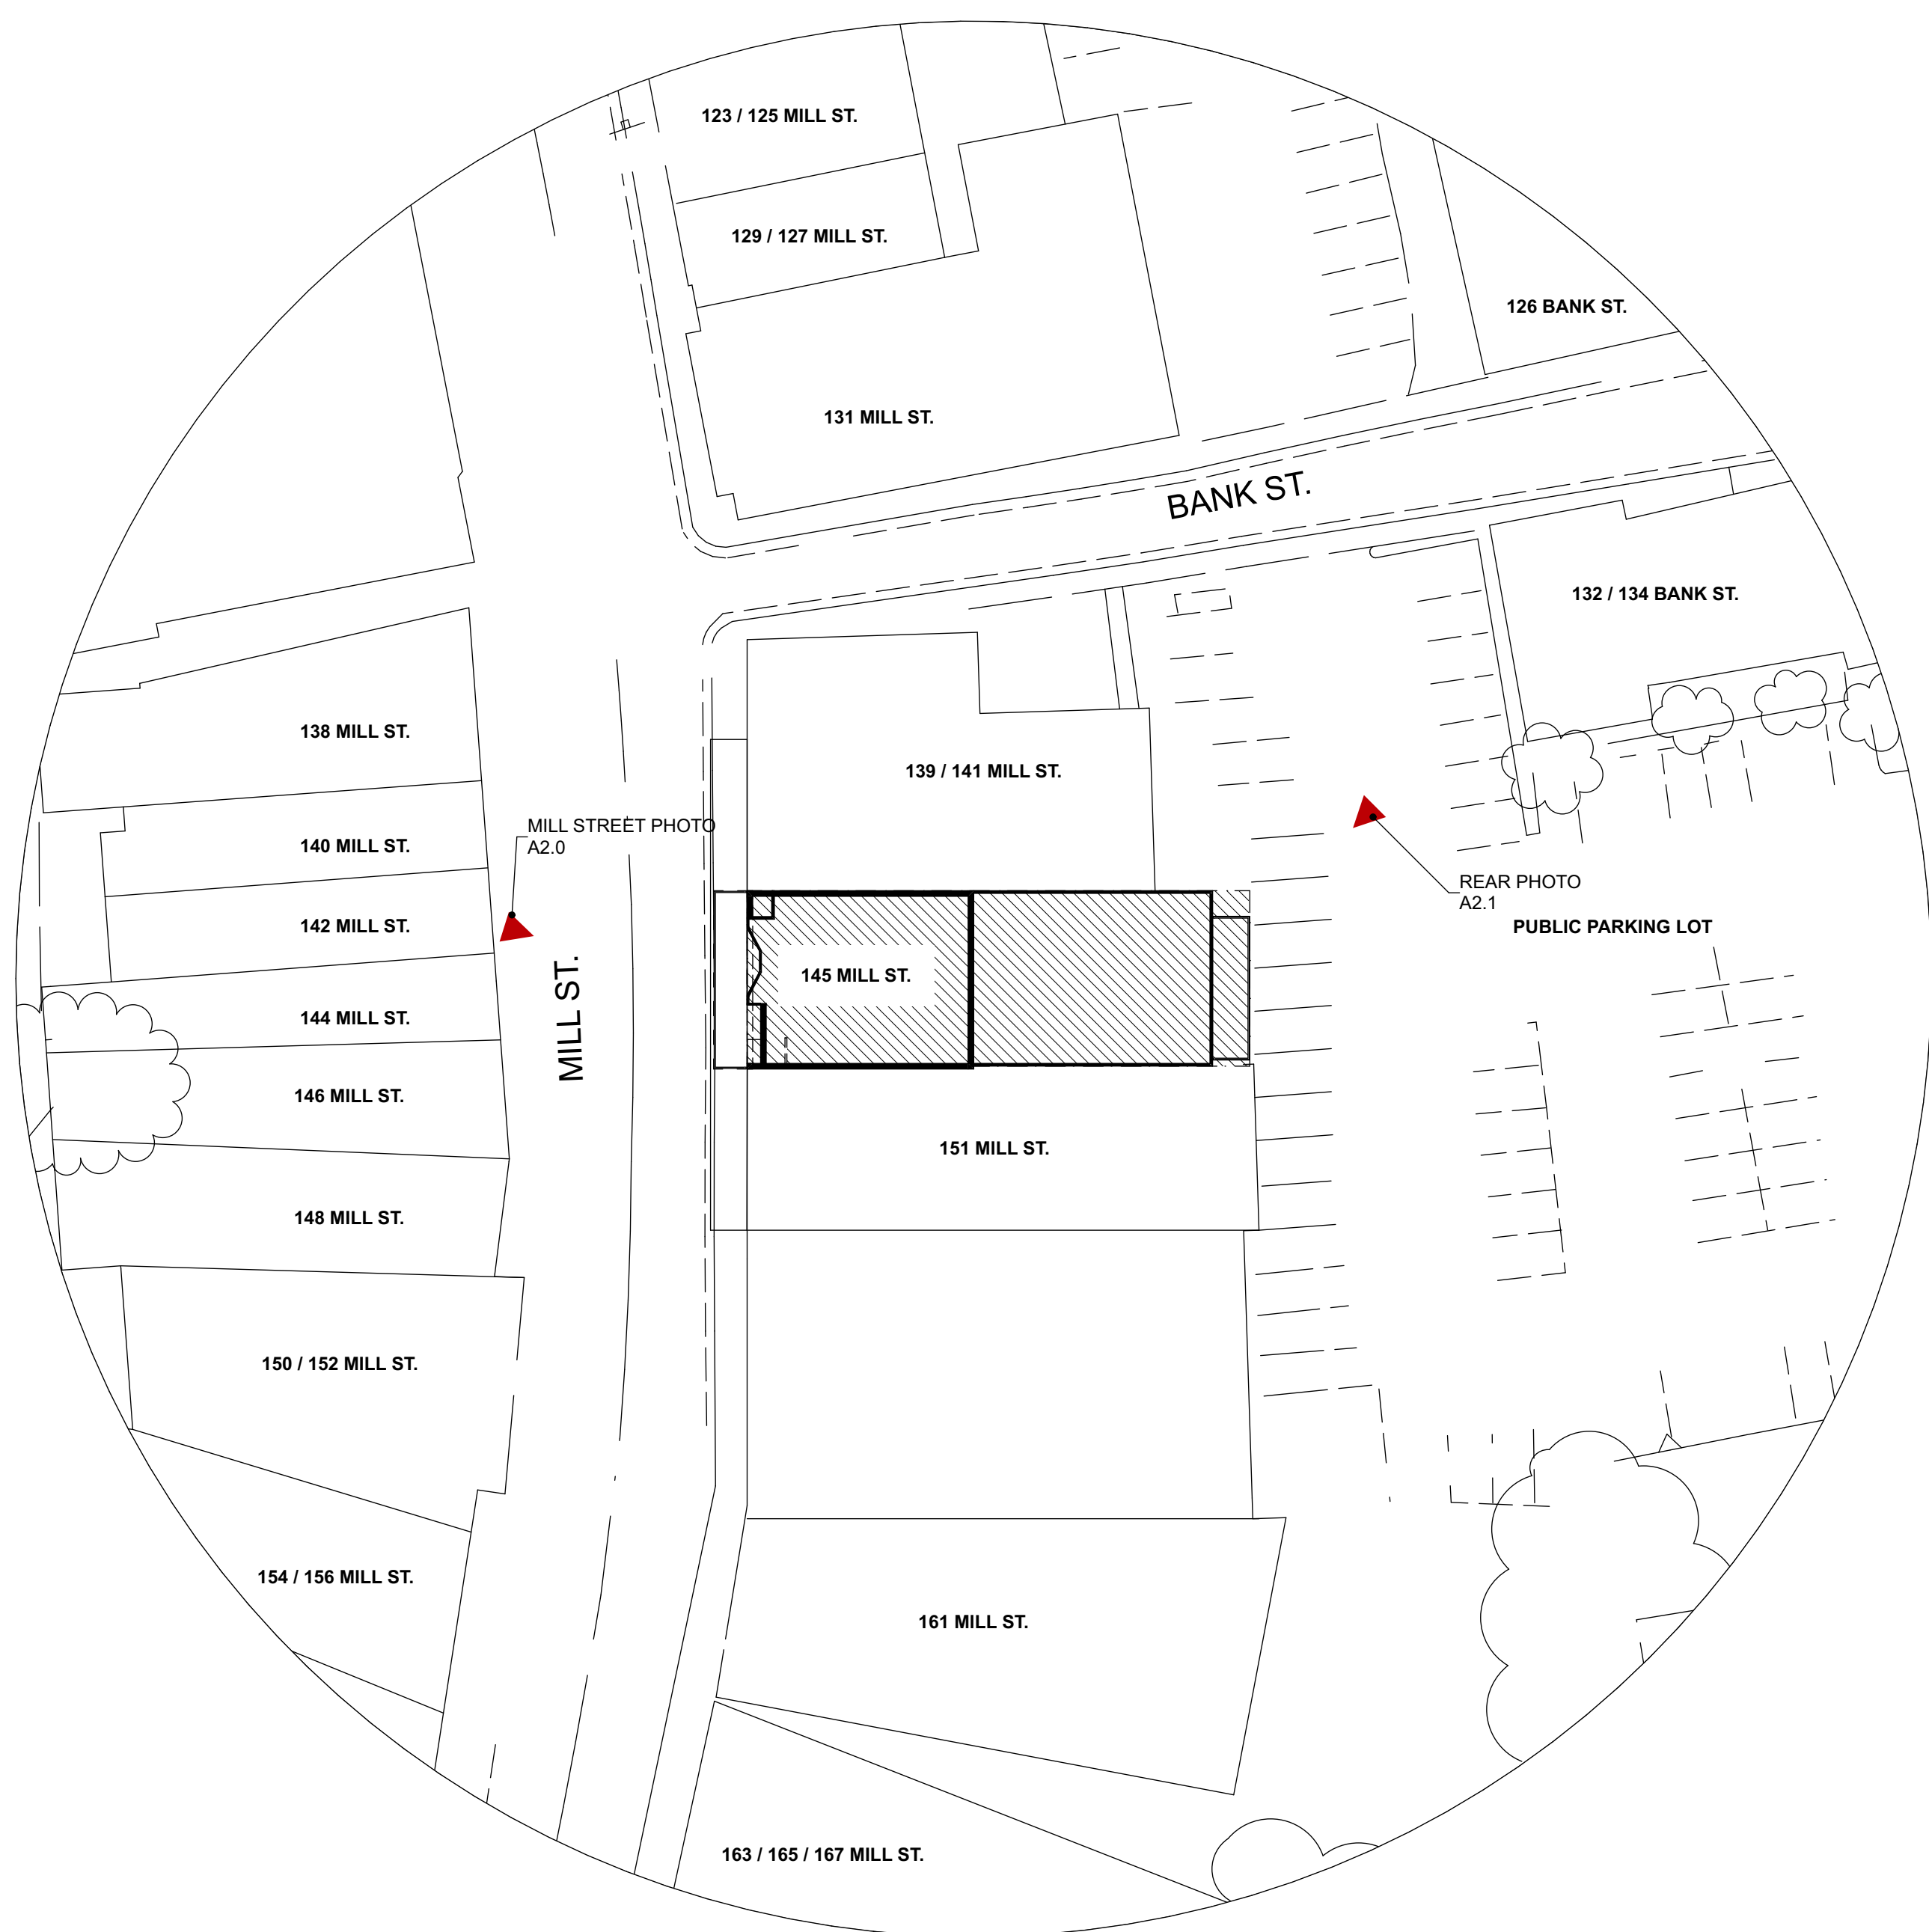 123 / 125 MILL ST.
129 / 127 MILL ST.
126 BANK ST.
131 MILL ST.
BANK ST.
132 / 134 BANK ST.
138 MILL ST.
139 / 141 MILL ST.
MILL STREET PHOTO
A2.0
140 MILL ST.
REAR PHOTO
A2.1
142 MILL ST.
PUBLIC PARKING LOT
145 MILL ST.
MILL ST.
144 MILL ST.
146 MILL ST.
151 MILL ST.
148 MILL ST.
150 / 152 MILL ST.
154 / 156 MILL ST.
161 MILL ST.
163 / 165 / 167 MILL ST.